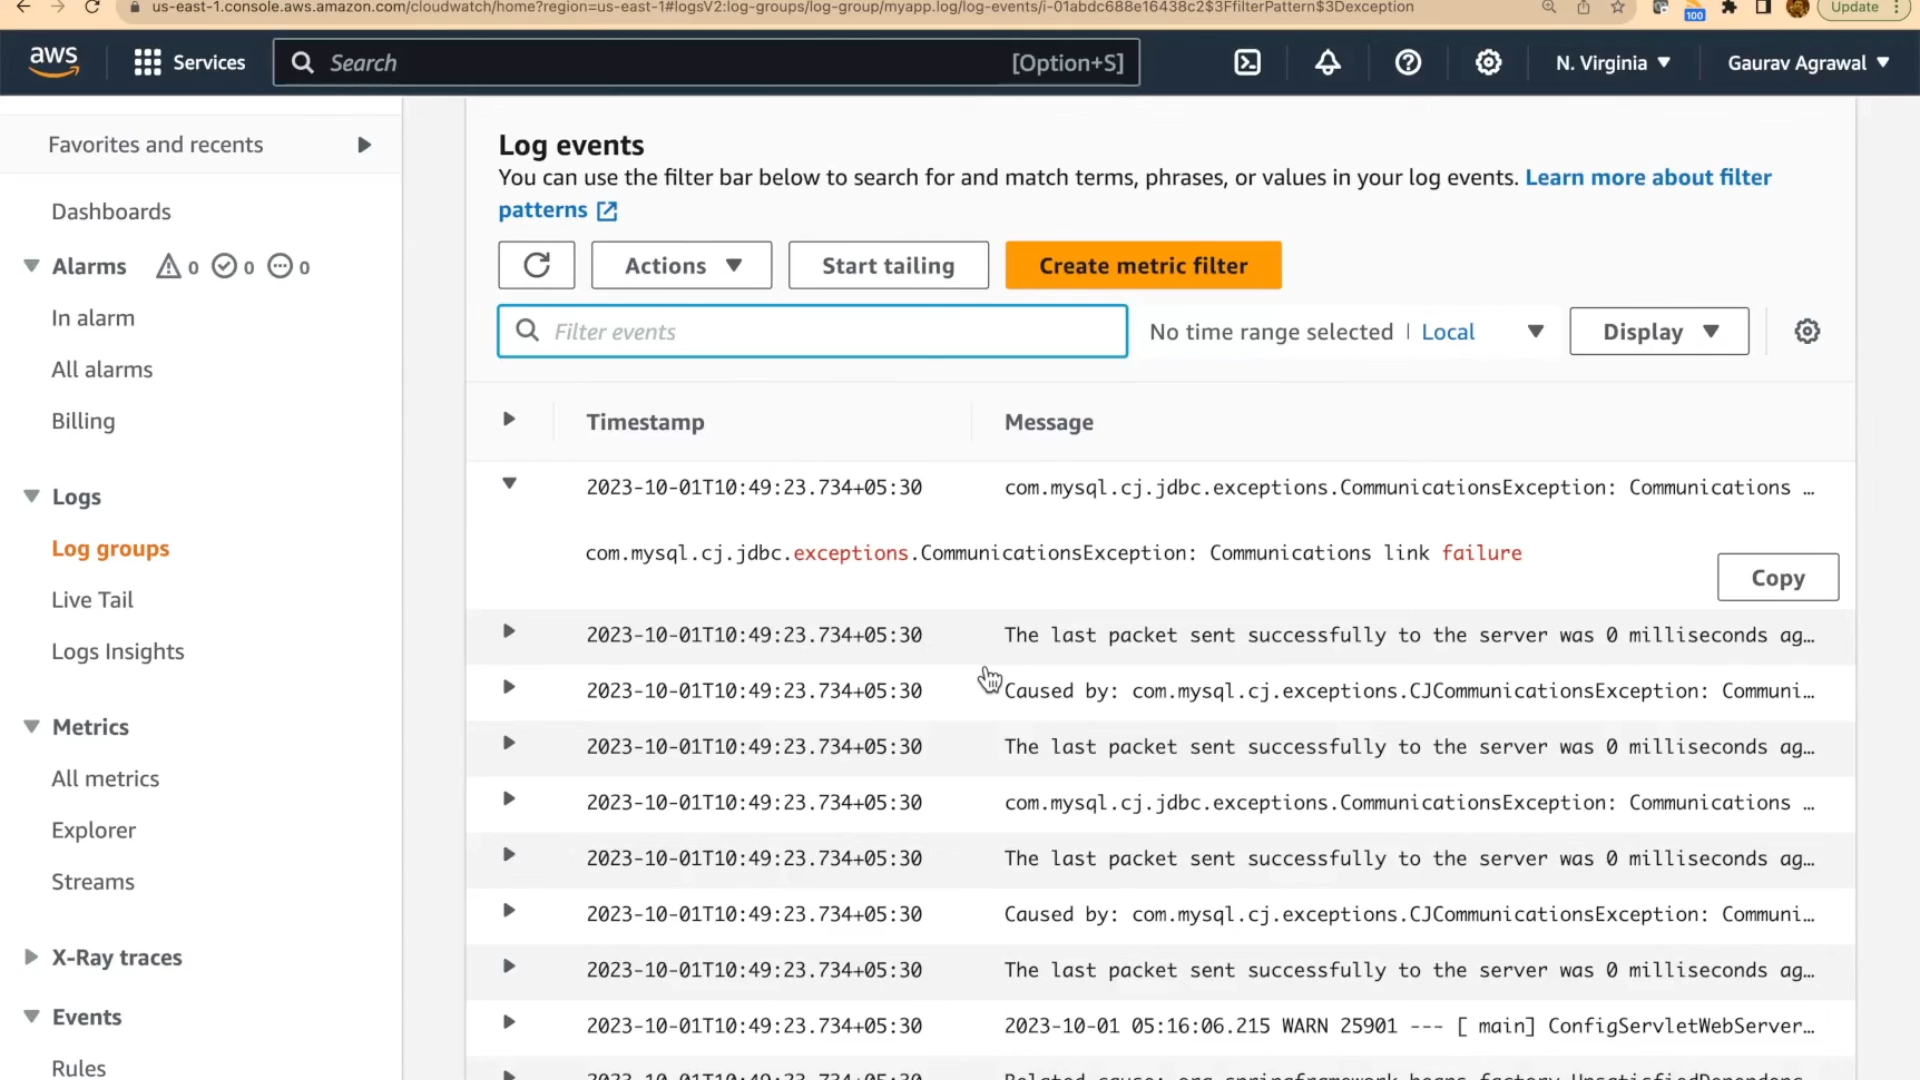 us-east-1.console.aws.amazon.com/cloudwatch/home?region=us-east-1#logsV2:log-groups/log-group/myapp.log/log-events/i-01abdc688e16438c2$3FfilterPattern$3Dexception
100
Update
aws
Services
Search
[Option+S]
N. Virginia
Gaurav Agrawal
Favorites and recents
Dashboards
Alarms 0 0 0
In alarm
All alarms
Billing
Logs
Log groups
Live Tail
Logs Insights
Metrics
All metrics
Explorer
Streams
X-Ray traces
Events
Rules
Log events
You can use the filter bar below to search for and match terms, phrases, or values in your log events. Learn more about filter
patterns
Actions
Start tailing
Create metric filter
Filter events
No time range selected | Local
Display
Timestamp Message
2023-10-01T10:49:23.734+05:30 com.mysql.cj.jdbc.exceptions.CommunicationsException: Communications …
com.mysql.cj.jdbc.exceptions.CommunicationsException: Communications link failure
Copy
2023-10-01T10:49:23.734+05:30 The last packet sent successfully to the server was 0 milliseconds ag…
2023-10-01T10:49:23.734+05:30 Caused by: com.mysql.cj.exceptions.CJCommunicationsException: Communi…
2023-10-01T10:49:23.734+05:30 The last packet sent successfully to the server was 0 milliseconds ag…
2023-10-01T10:49:23.734+05:30 com.mysql.cj.jdbc.exceptions.CommunicationsException: Communications …
2023-10-01T10:49:23.734+05:30 The last packet sent successfully to the server was 0 milliseconds ag…
2023-10-01T10:49:23.734+05:30 Caused by: com.mysql.cj.exceptions.CJCommunicationsException: Communi…
2023-10-01T10:49:23.734+05:30 The last packet sent successfully to the server was 0 milliseconds ag…
2023-10-01T10:49:23.734+05:30 2023-10-01 05:16:06.215 WARN 25901 --- [ main] ConfigServletWebServer…